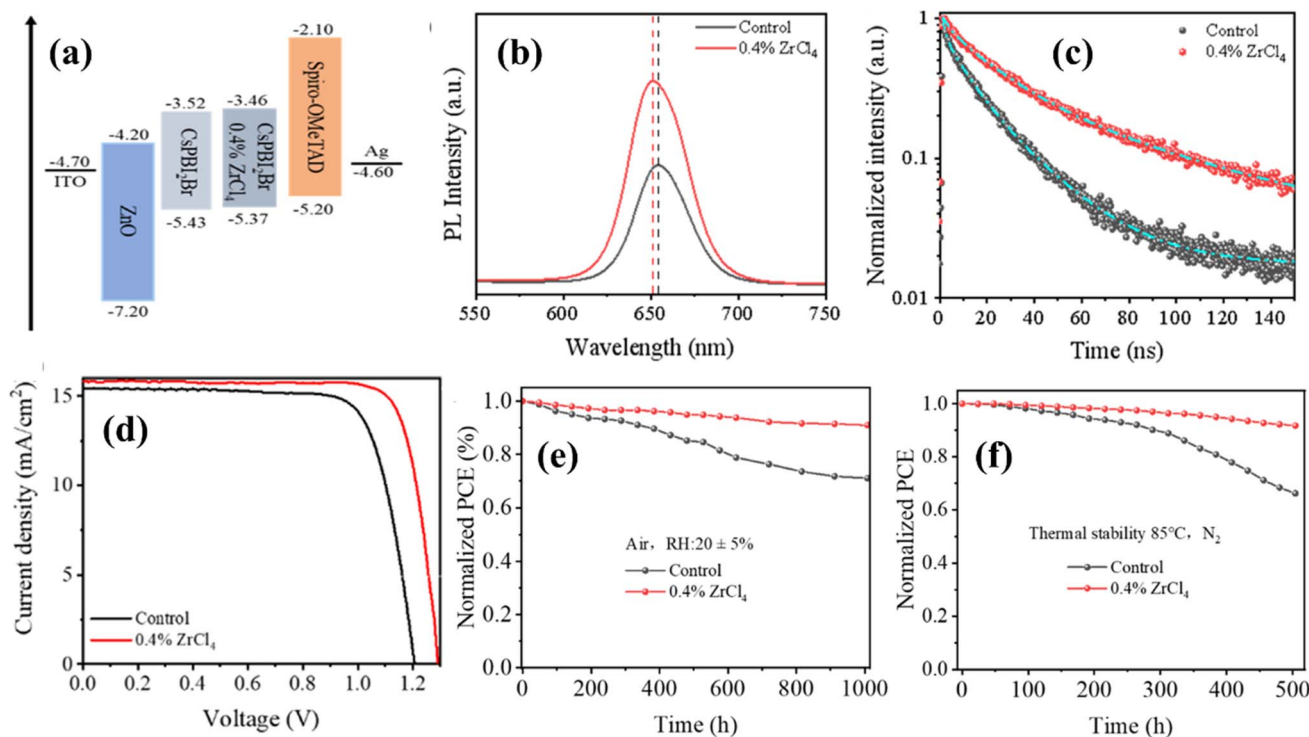 (a)
-2.10
Spiro-OMeTAD
-3.52
-3.46
CsPBI₂Br
CsPBI₂Br
0.4% ZrCl₄
-4.20
-4.70
ITO
ZnO
Ag
-4.60
-5.43
-5.37
-5.20
-7.20
(b)
Control
0.4% ZrCl₄
PL Intensity (a.u.)
550 600 650 700 750
Wavelength (nm)
(c)
Control
0.4% ZrCl₄
Normalized intensity (a.u.)
1
0.1
0.01
0 20 40 60 80 100 120 140
Time (ns)
(d)
Current density (mA/cm²)
15
10
5
0
Control
0.4% ZrCl₄
0.0 0.2 0.4 0.6 0.8 1.0 1.2
Voltage (V)
(e)
Normalized PCE (%)
1.0
0.8
0.6
0.4
0.2
0.0
Air, RH:20 ± 5%
Control
0.4% ZrCl₄
0 200 400 600 800 1000
Time (h)
(f)
Normalized PCE
1.0
0.8
0.6
0.4
0.2
0.0
Thermal stability 85°C, N₂
Control
0.4% ZrCl₄
0 100 200 300 400 500
Time (h)